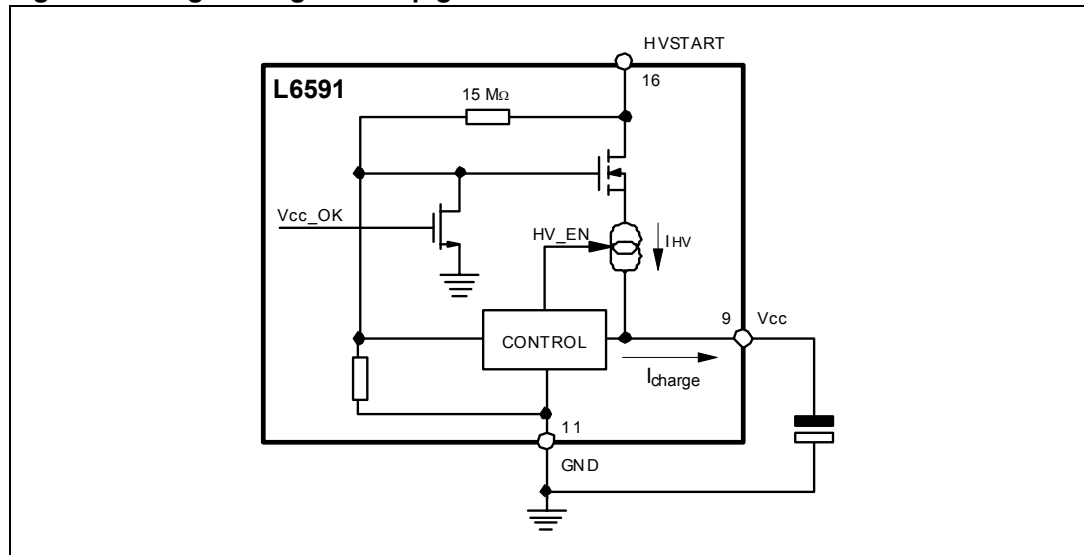 HVSTART
16
L6591
15 MΩ
Vcc_OK
HV_EN
IHV
9 Vcc
CONTROL
Icharge
11
GND